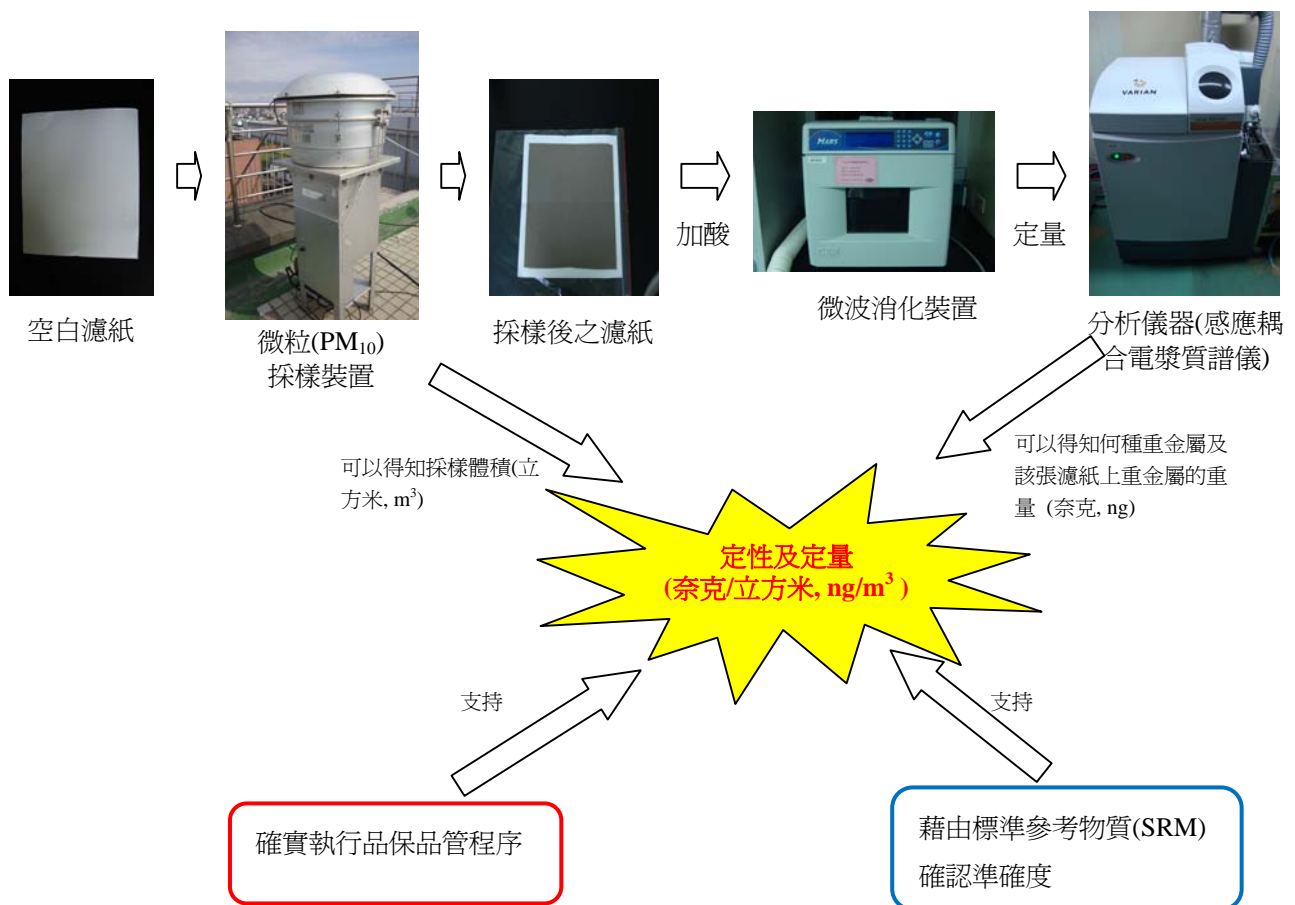 VARIAN
MARS
加酸
定量
空白濾紙
微粒(PM₁₀)
採樣裝置
採樣後之濾紙
微波消化裝置
分析儀器(感應耦
合電漿質譜儀)
可以得知採樣體積(立
方米, m³)
可以得知何種重金屬及
該張濾紙上重金屬的重
量 (奈克, ng)
定性及定量
(奈克/立方米, ng/m³ )
支持
支持
確實執行品保品管程序
藉由標準參考物質(SRM)
確認準確度